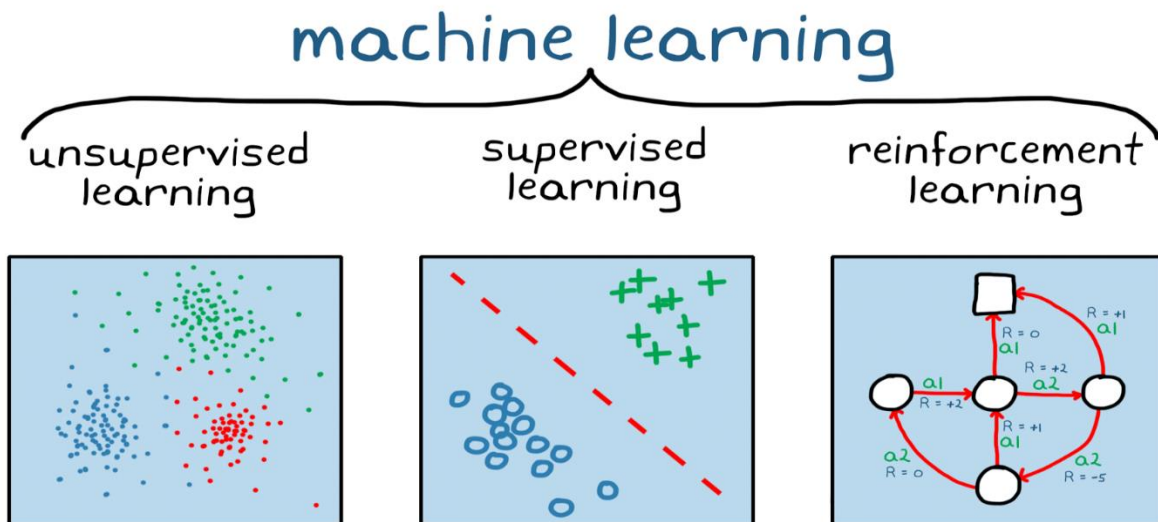 machine learning
unsupervised
learning
supervised
learning
reinforcement
learning
R = 0
a1
R = +1
a1
R = +2
a2
a1
R = +2
R = +1
a1
a2
R = 0
a2
R = -5